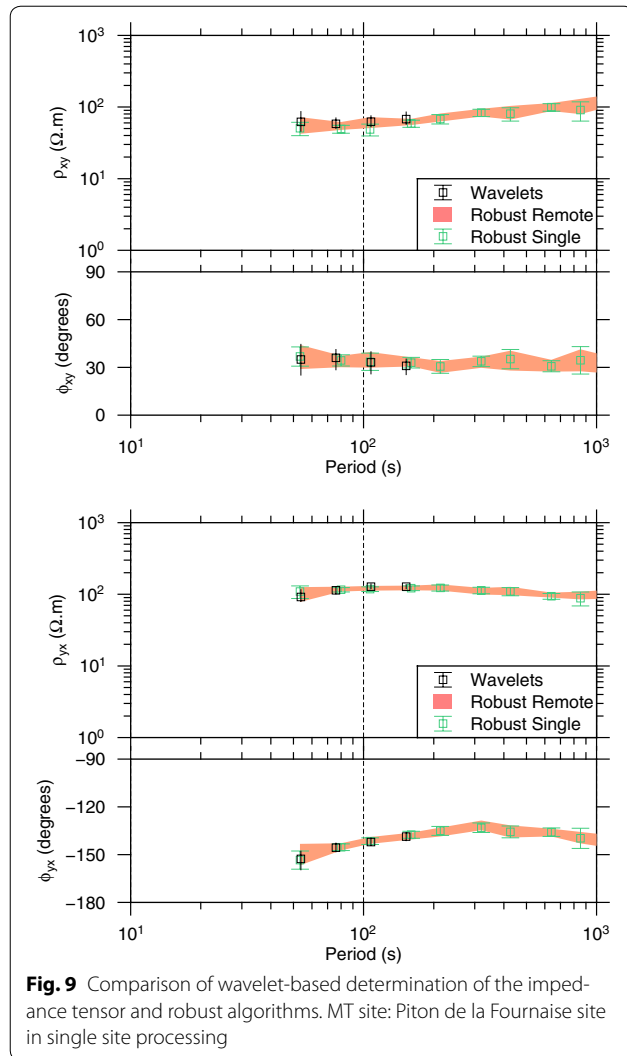 10³
10²
10¹
10⁰
ρxy (Ω.m)
Wavelets
Robust Remote
Robust Single
90
60
30
0
ϕxy (degrees)
10¹ 10² 10³
Period (s)
10³
10²
10¹
10⁰
ρyx (Ω.m)
Wavelets
Robust Remote
Robust Single
−90
−120
−150
−180
ϕyx (degrees)
10¹ 10² 10³
Period (s)
Fig. 9 Comparison of wavelet-based determination of the imped-
ance tensor and robust algorithms. MT site: Piton de la Fournaise site
in single site processing